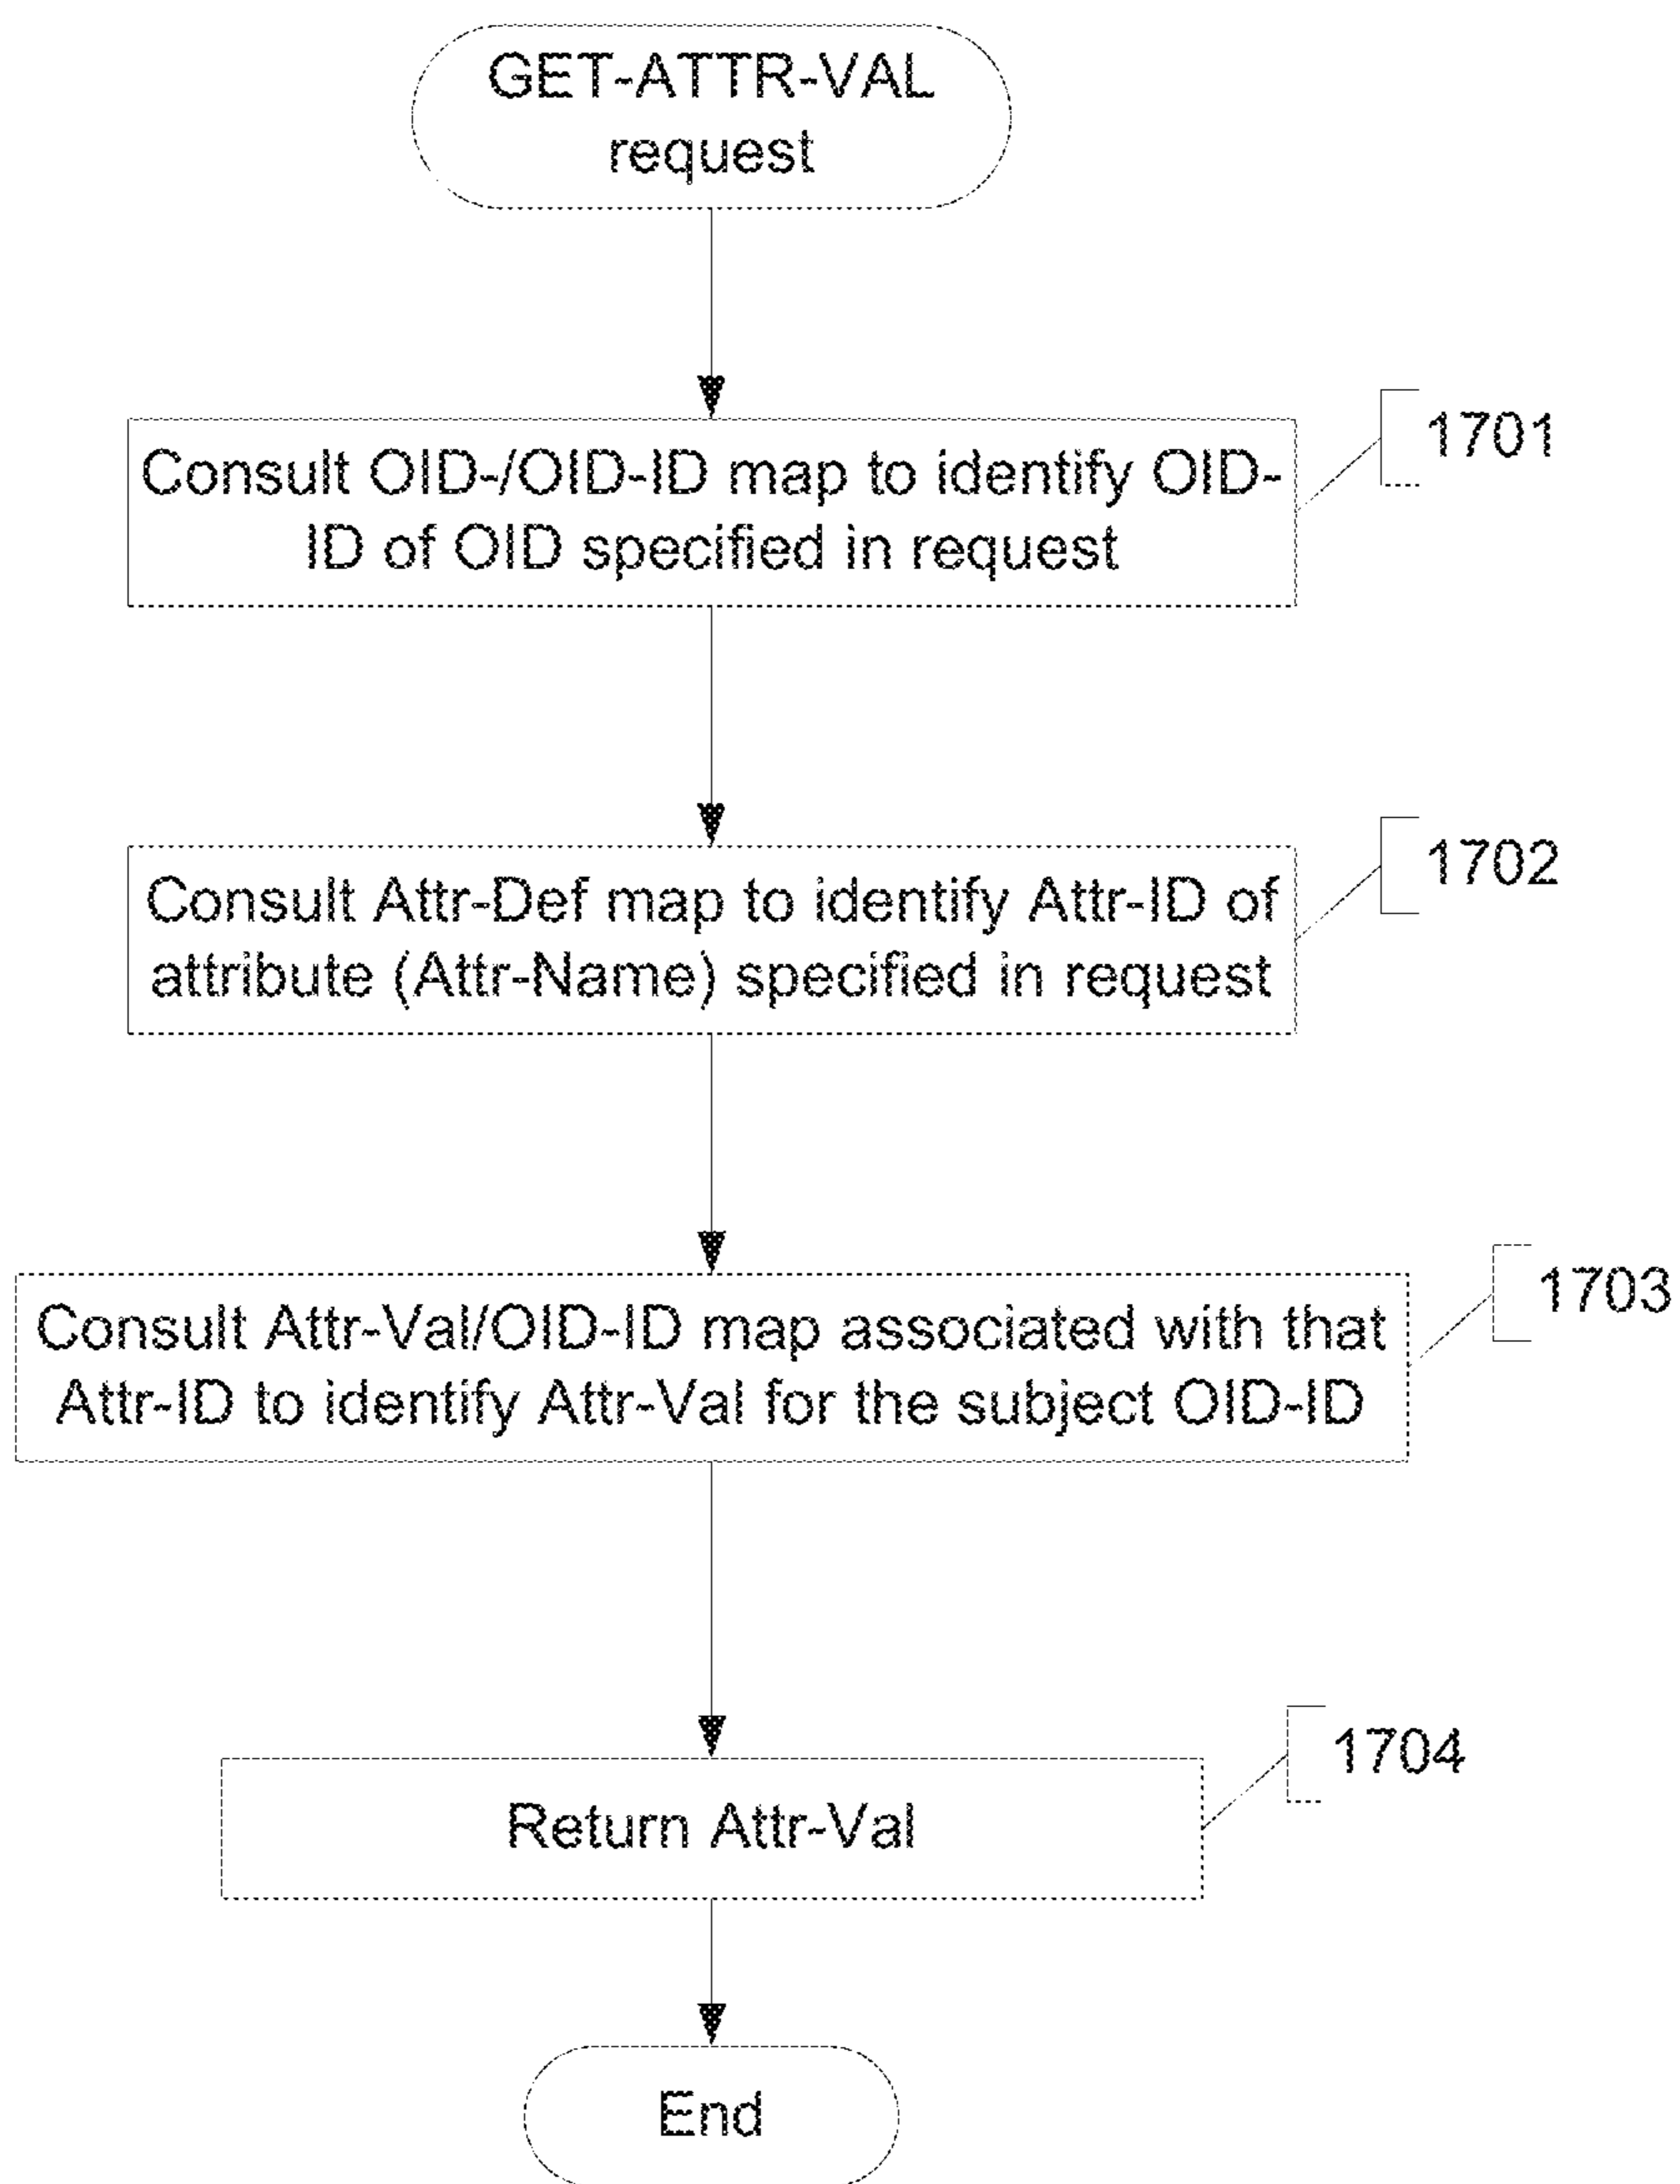 GET-ATTR-VAL
request
1701
Consult OID-/OID-ID map to identify OID-
ID of OID specified in request
1702
Consult Attr-Def map to identify Attr-ID of
attribute (Attr-Name) specified in request
1703
Consult Attr-Val/OID-ID map associated with that
Attr-ID to identify Attr-Val for the subject OID-ID
1704
Return Attr-Val
End